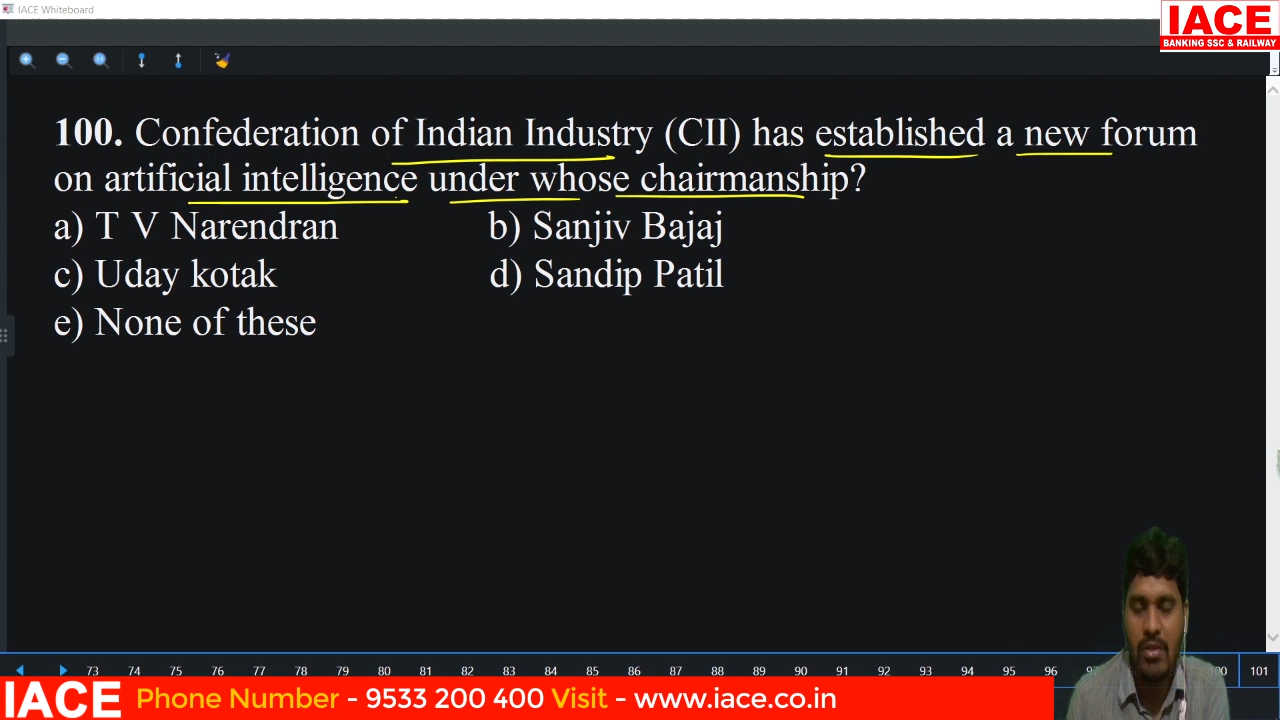 IACE Whiteboard
IACE
BANKING SSC & RAILWAY
100. Confederation of Indian Industry (CII) has established a new forum
on artificial intelligence under whose chairmanship?
a) T V Narendran b) Sanjiv Bajaj
c) Uday kotak d) Sandip Patil
e) None of these
73 74 75 76 77 78 79 80 81 82 83 84 85 86 87 88 89 90 91 92 93 94 95 96 101
IACE Phone Number - 9533 200 400 Visit - www.iace.co.in